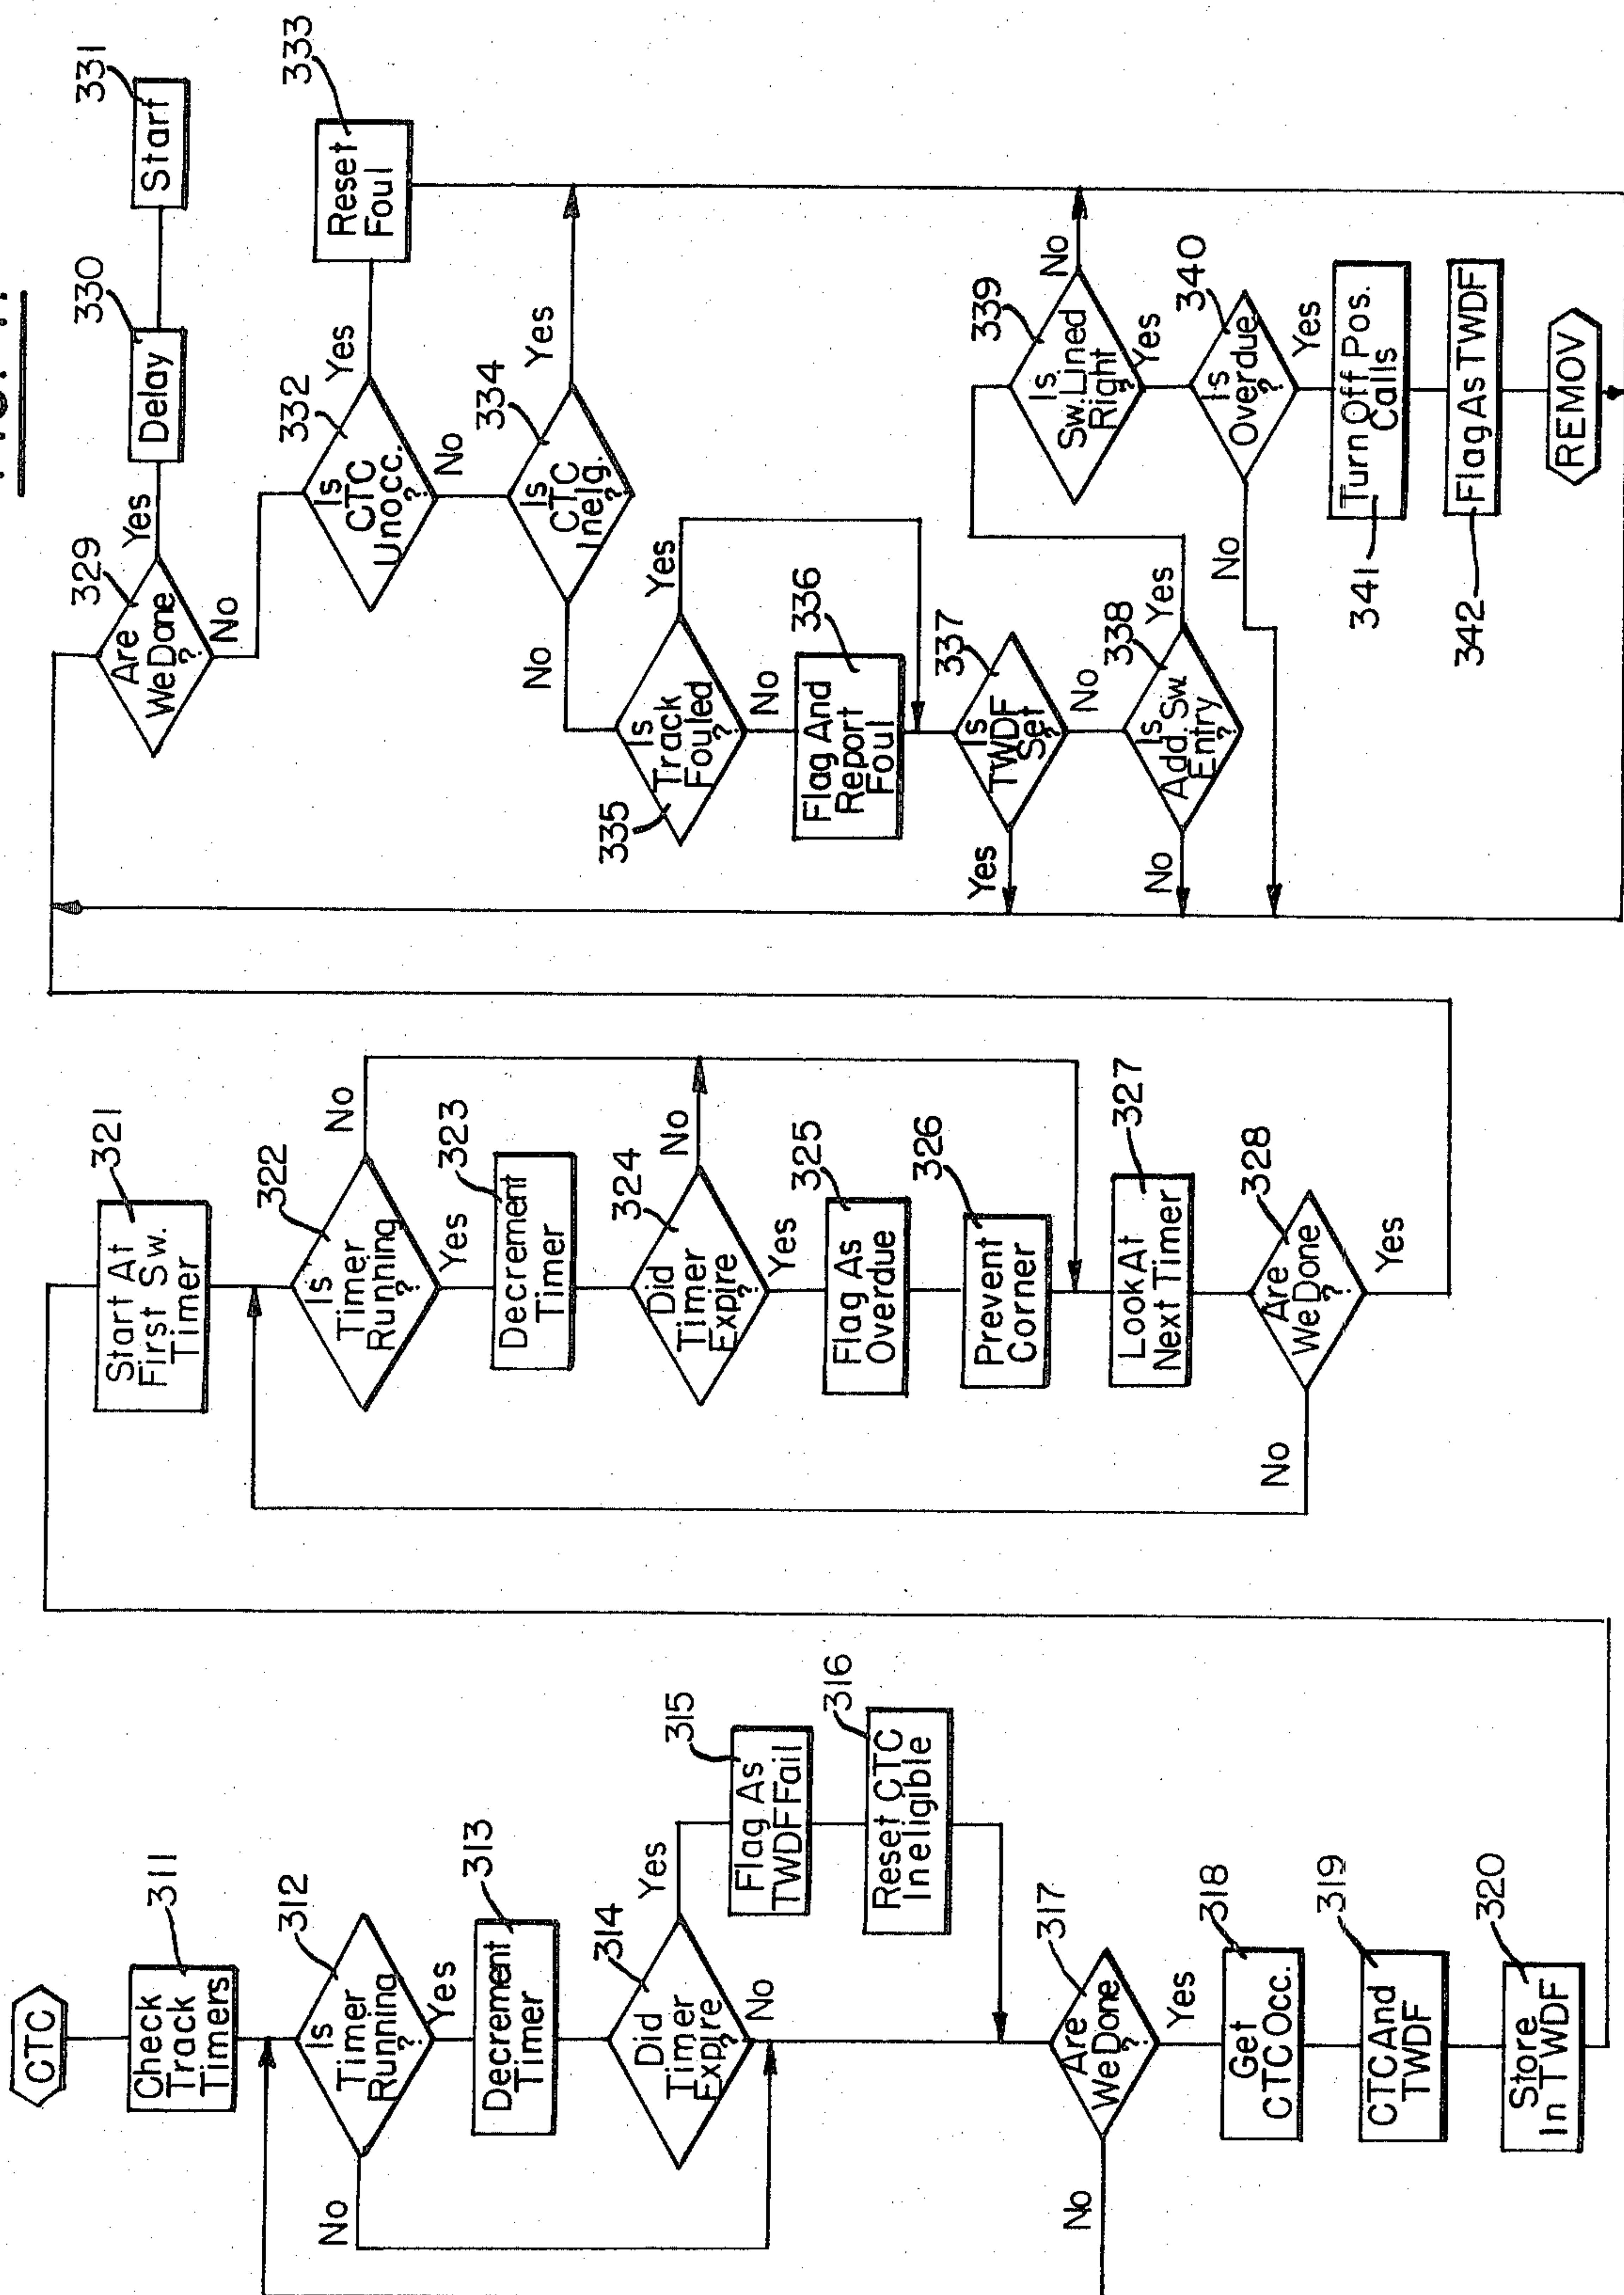 CTC
311
Check
Track
Timers
312
Is
Timer
Running
?
No
Yes
313
Decrement
Timer
314
Did
Timer
Expire
?
Yes
No
315
Flag As
TWDF Fail
316
Reset CTC
Ineligible
317
Are
We Done
?
No
Yes
318
Get
CTC Occ.
319
CTC And
TWDF
320
Store
In TWDF
321
Start At
First Sw.
Timer
322
Is
Timer
Running
?
No
Yes
323
Decrement
Timer
324
Did
Timer
Expire
?
No
Yes
325
Flag As
Overdue
326
Prevent
Corner
327
Look At
Next Timer
328
Are
We Done
?
No
Yes
329
Are
We Done
?
Yes
No
330
Delay
331
Start
332
Is
CTC
Unocc.
?
Yes
No
333
Reset
Foul
334
Is
CTC
Inelg.
?
Yes
No
335
Is
Track
Fouled
?
Yes
No
336
Flag And
Report
Foul
337
Is
TWDF
Set
?
Yes
No
338
Is
Add. Sw.
Entry
?
No
Yes
339
Is
Sw. Lined
Right
?
No
Yes
340
Is
Overdue
?
No
Yes
341
Turn Off Pos.
Calls
342
Flag As TWDF
REMOV